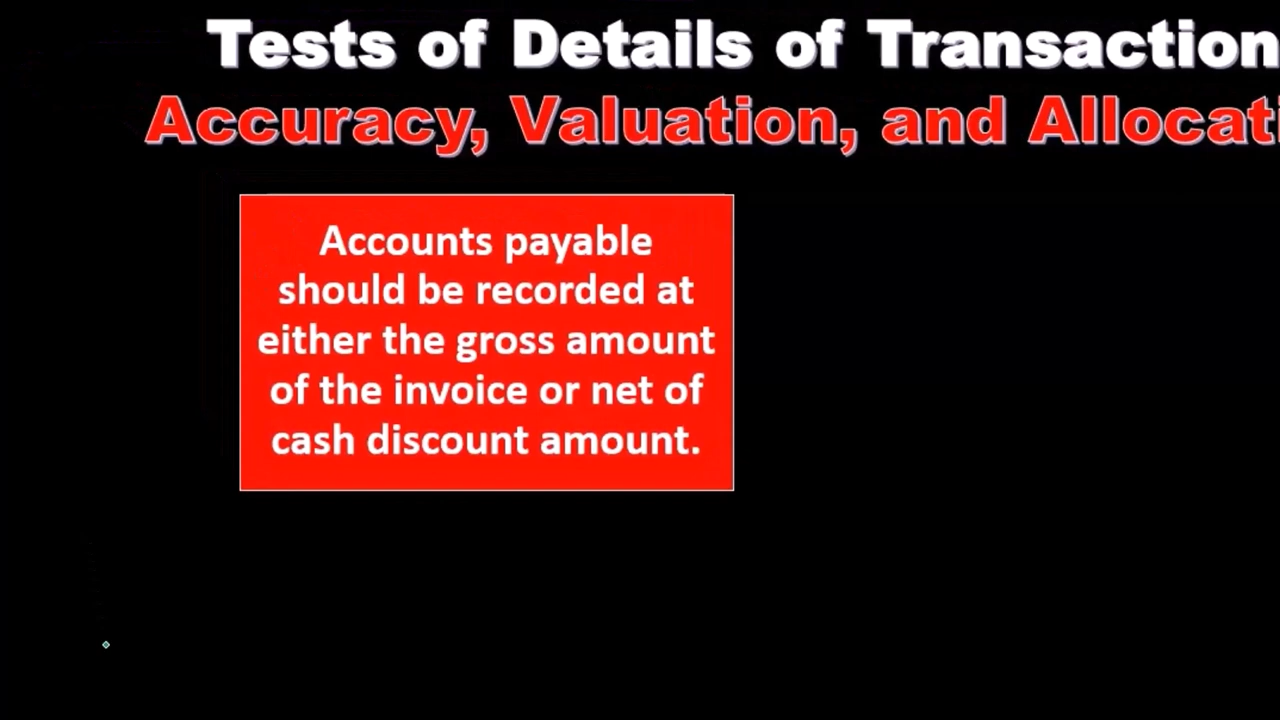 Tests of Details of Transaction
Accuracy, Valuation, and Allocati
Accounts payable
should be recorded at
either the gross amount
of the invoice or net of
cash discount amount.